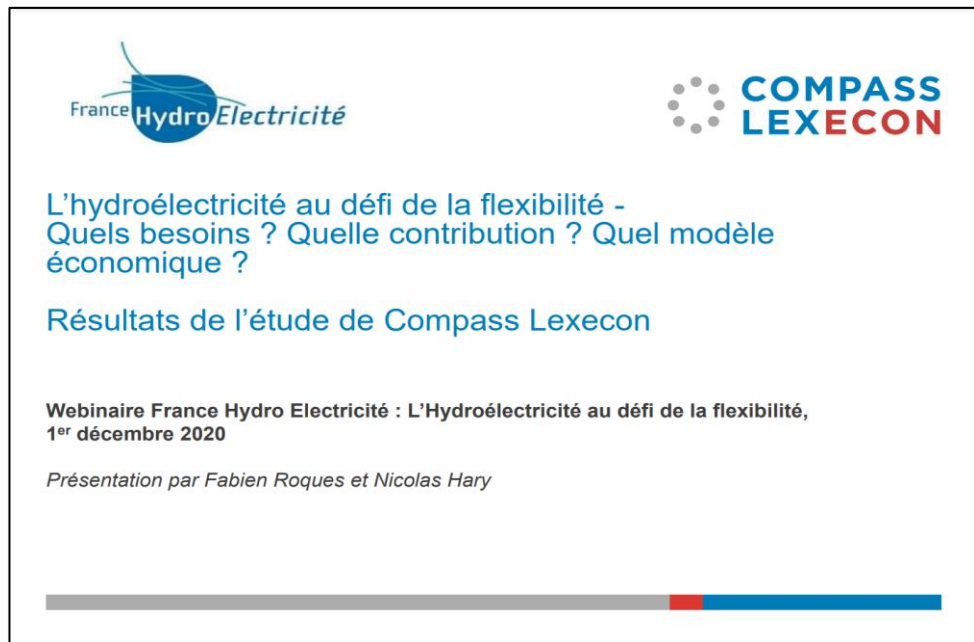 France Hydro Electricité
COMPASS
LEXECON
L'hydroélectricité au défi de la flexibilité -
Quels besoins ? Quelle contribution ? Quel modèle
économique ?
Résultats de l'étude de Compass Lexecon
Webinaire France Hydro Electricité : L'Hydroélectricité au défi de la flexibilité,
1er décembre 2020
Présentation par Fabien Roques et Nicolas Hary